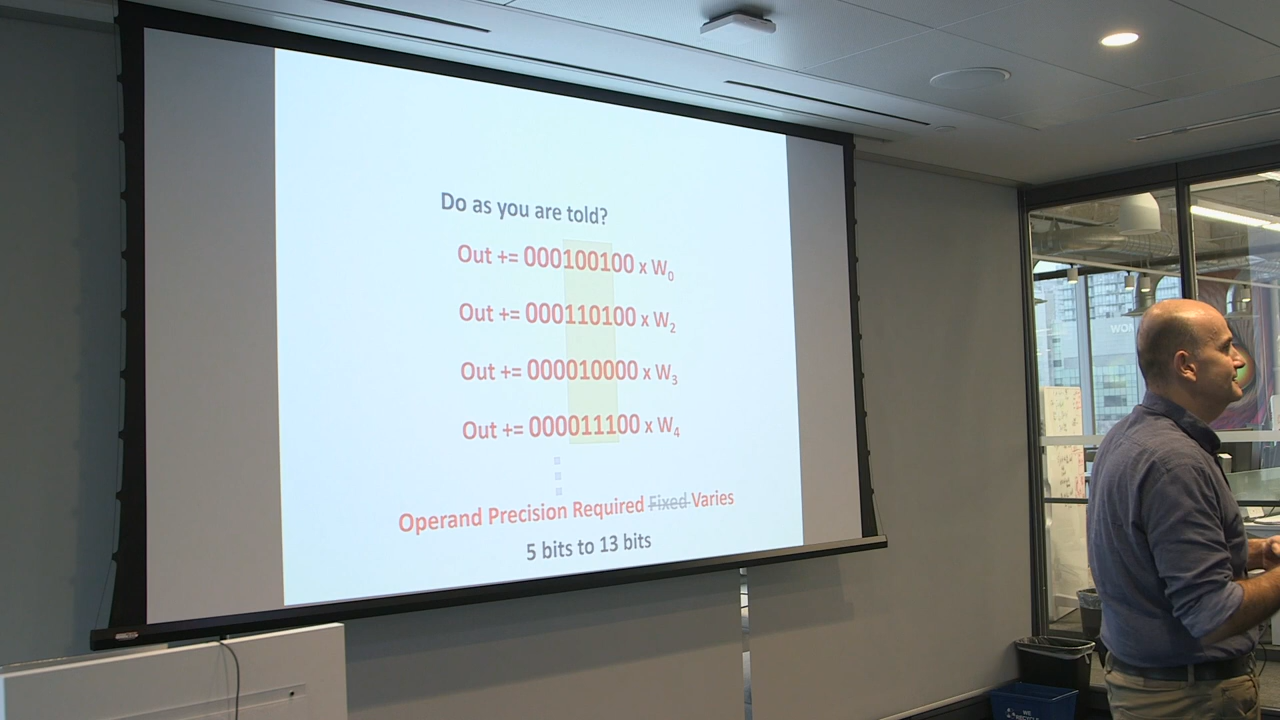 Do as you are told?
Out += 000100100 x W0
Out += 000110100 x W2
Out += 000010000 x W3
Out += 000011100 x W4
Operand Precision Required Fixed Varies
5 bits to 13 bits
WE